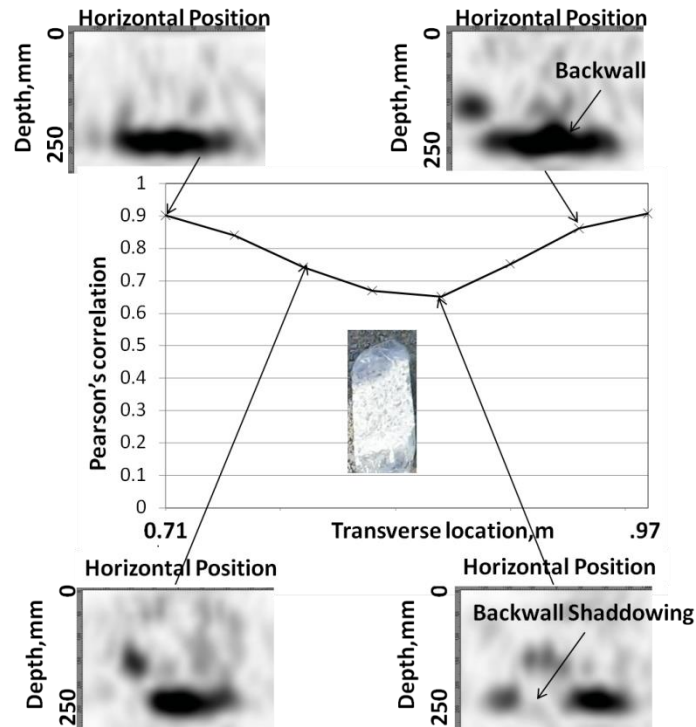 Horizontal Position
Horizontal Position
0
Depth,mm
250
0
Depth,mm
250
Backwall
1
0.9
0.8
0.7
0.6
0.5
0.4
0.3
0.2
0.1
0
Pearson's correlation
0.71
Transverse location,m
.97
Horizontal Position
Horizontal Position
0
Depth,mm
250
0
Depth,mm
250
Backwall Shaddowing